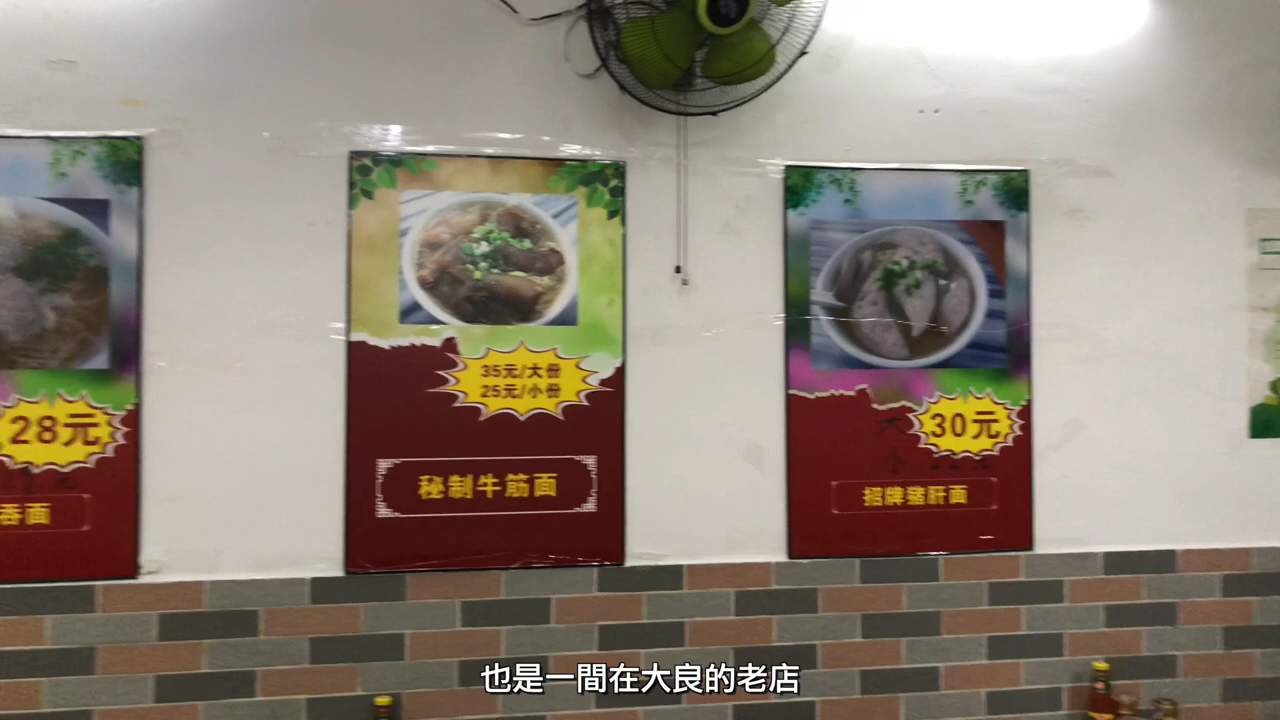 28元
吞面
35元/大份
25元/小份
秘制牛筋面
30元
招牌猪肝面
也是一間在大良的老店